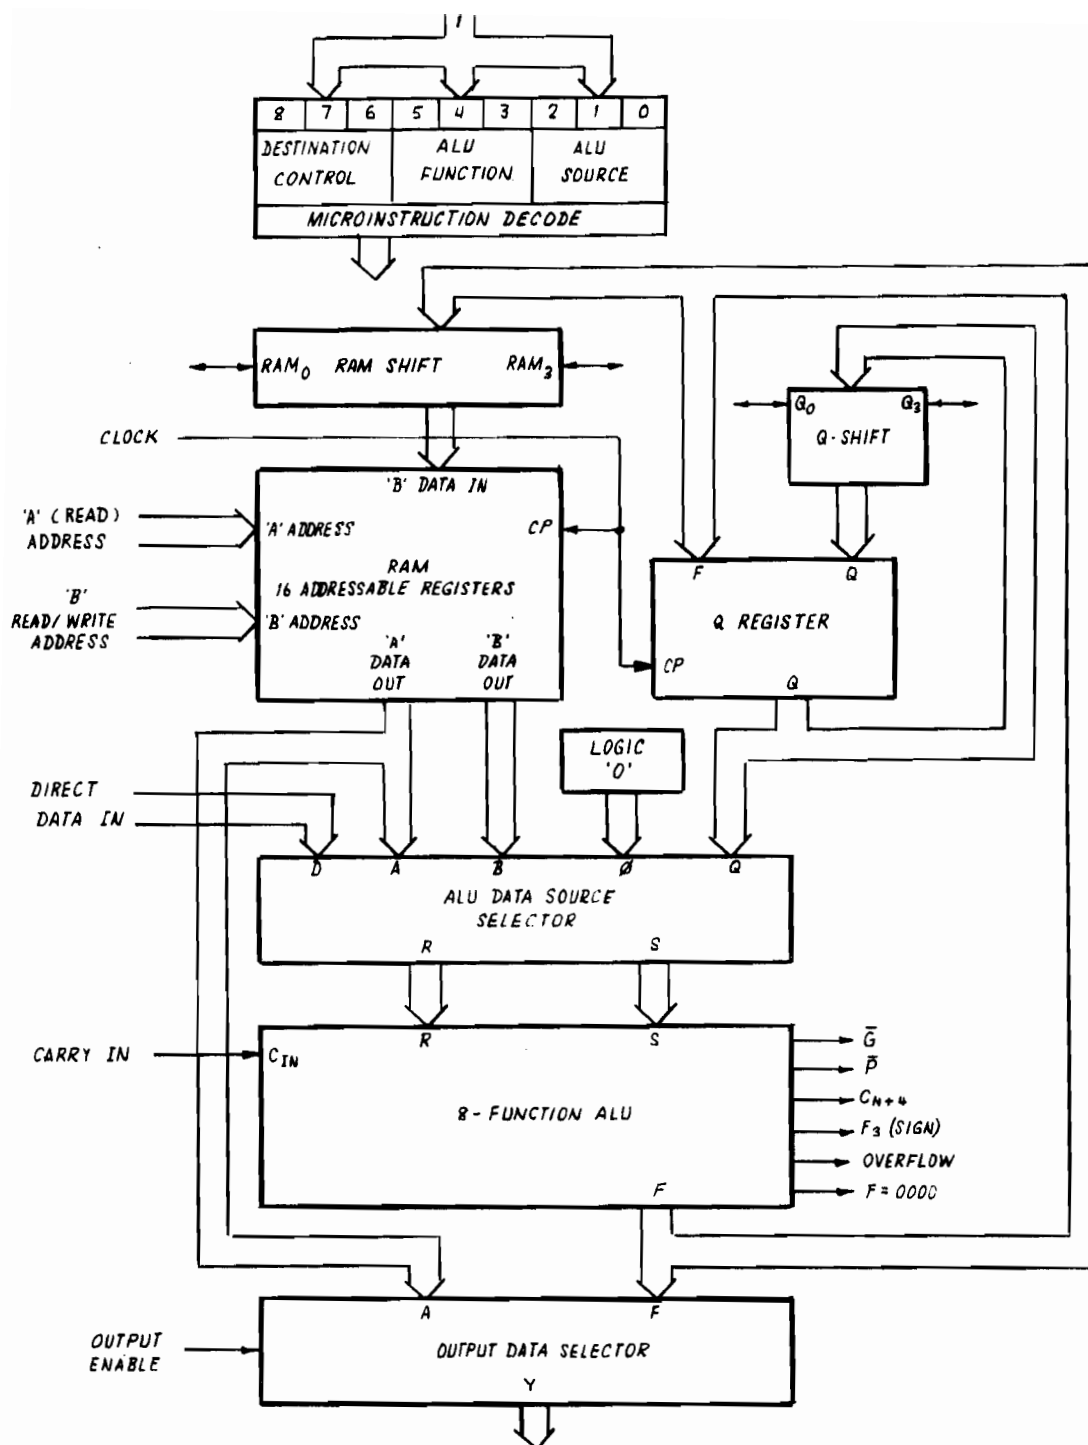 I
8 7 6 5 4 3 2 1 0
DESTINATION CONTROL
ALU FUNCTION
ALU SOURCE
MICROINSTRUCTION DECODE
RAM0 RAM SHIFT RAM3
Q0 Q3
Q-SHIFT
CLOCK
'B' DATA IN
'A' (READ)
ADDRESS
'A' ADDRESS
CP
RAM
16 ADDRESSABLE REGISTERS
'B'
READ/WRITE
ADDRESS
'B' ADDRESS
'A'
DATA
OUT
'B'
DATA
OUT
F Q
Q REGISTER
CP
Q
LOGIC
'0'
DIRECT
DATA IN
D A B Ø Q
ALU DATA SOURCE
SELECTOR
R S
R S
CARRY IN
CIN
8-FUNCTION ALU
G̅
P̅
CN+4
F3 (SIGN)
OVERFLOW
F = 0000
F
A F
OUTPUT
ENABLE
OUTPUT DATA SELECTOR
Y